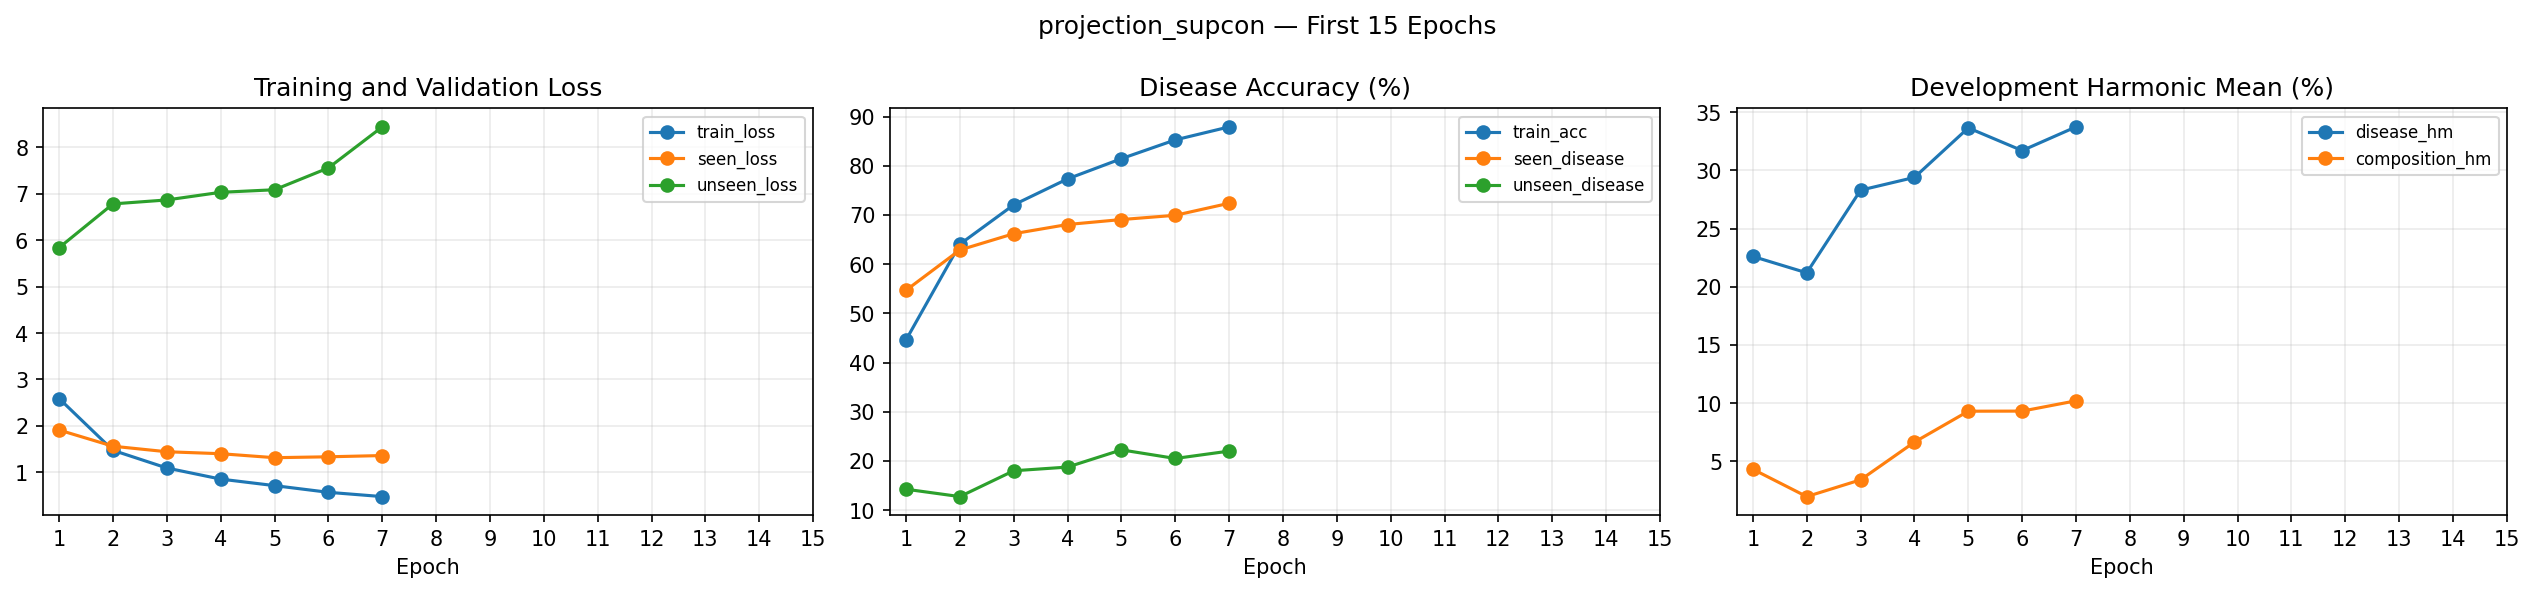 projection_supcon — First 15 Epochs
Training and Validation Loss
train_loss
seen_loss
unseen_loss
8
7
6
5
4
3
2
1
1 2 3 4 5 6 7 8 9 10 11 12 13 14 15
Epoch
Disease Accuracy (%)
train_acc
seen_disease
unseen_disease
90
80
70
60
50
40
30
20
10
1 2 3 4 5 6 7 8 9 10 11 12 13 14 15
Epoch
Development Harmonic Mean (%)
disease_hm
composition_hm
35
30
25
20
15
10
5
1 2 3 4 5 6 7 8 9 10 11 12 13 14 15
Epoch